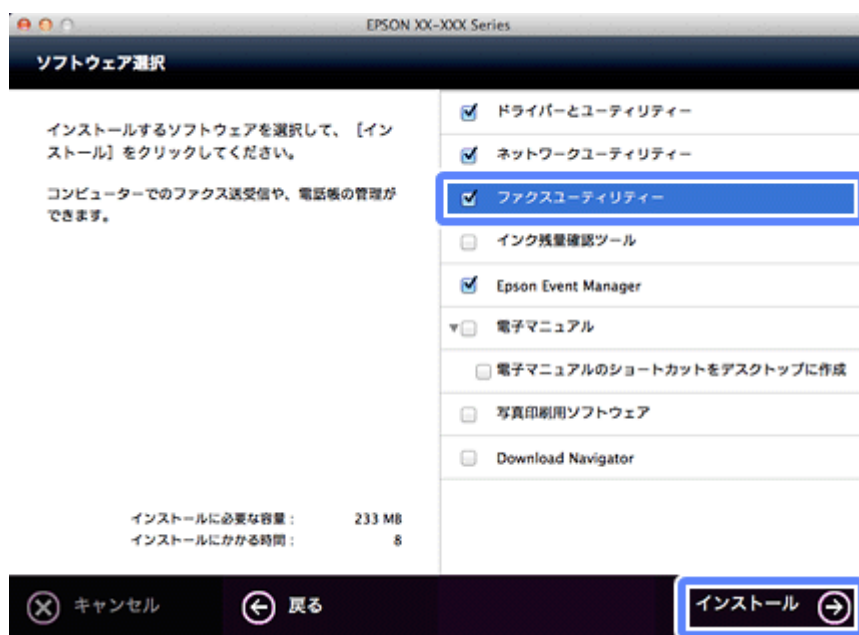 EPSON XX-XXX Series
ソフトウェア選択
インストールするソフトウェアを選択して、［イン
ストール］をクリックしてください。
コンピューターでのファクス送受信や、電話帳の管理が
できます。
ドライバーとユーティリティー
ネットワークユーティリティー
ファクスユーティリティー
インク残量確認ツール
Epson Event Manager
電子マニュアル
電子マニュアルのショートカットをデスクトップに作成
写真印刷用ソフトウェア
Download Navigator
インストールに必要な容量： 233 MB
インストールにかかる時間： 8
キャンセル
戻る
インストール